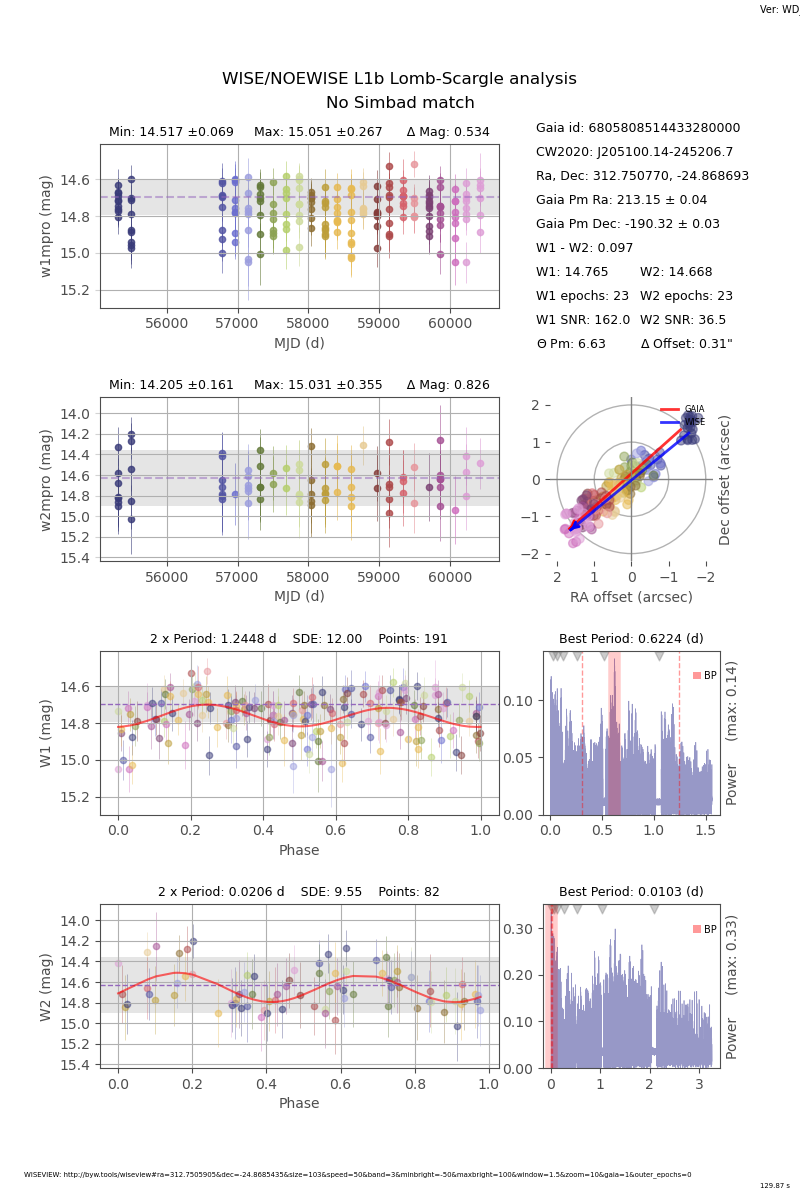 Ver: WD_
WISE/NOEWISE L1b Lomb-Scargle analysis
No Simbad match
Min: 14.517 ±0.069 Max: 15.051 ±0.267 Δ Mag: 0.534
14.6
14.8
15.0
15.2
w1mpro (mag)
56000 57000 58000 59000 60000
MJD (d)
Gaia id: 6805808514433280000
CW2020: J205100.14-245206.7
Ra, Dec: 312.750770, -24.868693
Gaia Pm Ra: 213.15 ± 0.04
Gaia Pm Dec: -190.32 ± 0.03
W1 - W2: 0.097
W1: 14.765 W2: 14.668
W1 epochs: 23 W2 epochs: 23
W1 SNR: 162.0 W2 SNR: 36.5
Θ Pm: 6.63 Δ Offset: 0.31"
Min: 14.205 ±0.161 Max: 15.031 ±0.355 Δ Mag: 0.826
14.0
14.2
14.4
14.6
14.8
15.0
15.2
15.4
w2mpro (mag)
56000 57000 58000 59000 60000
MJD (d)
GAIA
WISE
2
1
0
−1
−2
Dec offset (arcsec)
2 1 0 −1 −2
RA offset (arcsec)
2 x Period: 1.2448 d SDE: 12.00 Points: 191
14.6
14.8
15.0
15.2
W1 (mag)
0.0 0.2 0.4 0.6 0.8 1.0
Phase
Best Period: 0.6224 (d)
BP
0.10
0.05
0.00
Power (max: 0.14)
0.0 0.5 1.0 1.5
2 x Period: 0.0206 d SDE: 9.55 Points: 82
14.0
14.2
14.4
14.6
14.8
15.0
15.2
15.4
W2 (mag)
0.0 0.2 0.4 0.6 0.8 1.0
Phase
Best Period: 0.0103 (d)
BP
0.30
0.20
0.10
0.00
Power (max: 0.33)
0 1 2 3
WISEVIEW: http://byw.tools/wiseview#ra=312.7505905&dec=-24.8685435&size=103&speed=50&band=3&minbright=-50&maxbright=100&window=1.5&zoom=10&gaia=1&outer_epochs=0
129.87 s